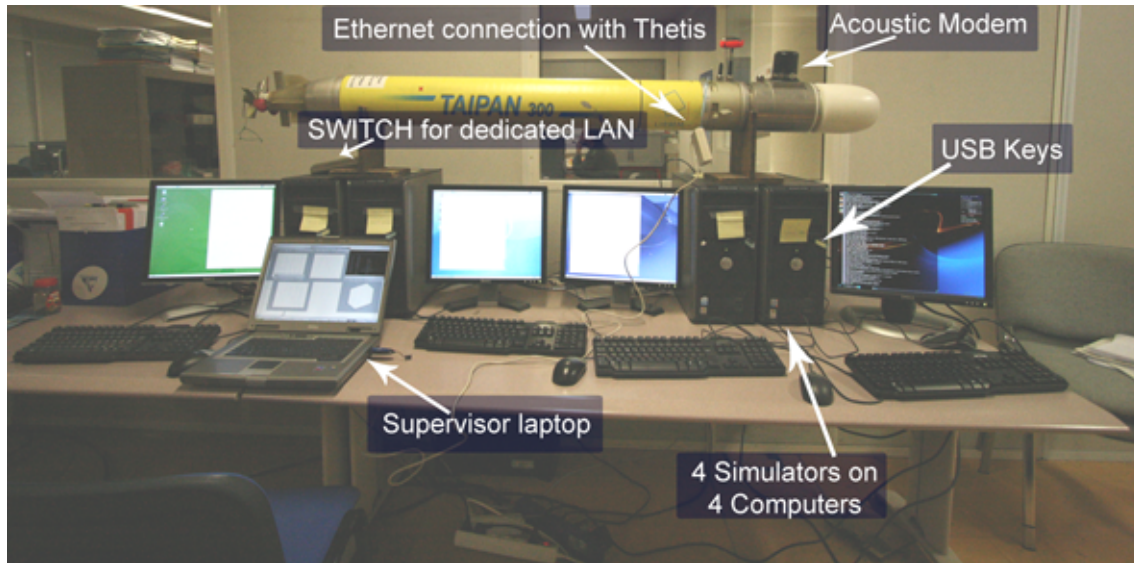 Ethernet connection with Thetis
Acoustic Modem
TAIPAN 300
SWITCH for dedicated LAN
USB Keys
Supervisor laptop
4 Simulators on
4 Computers